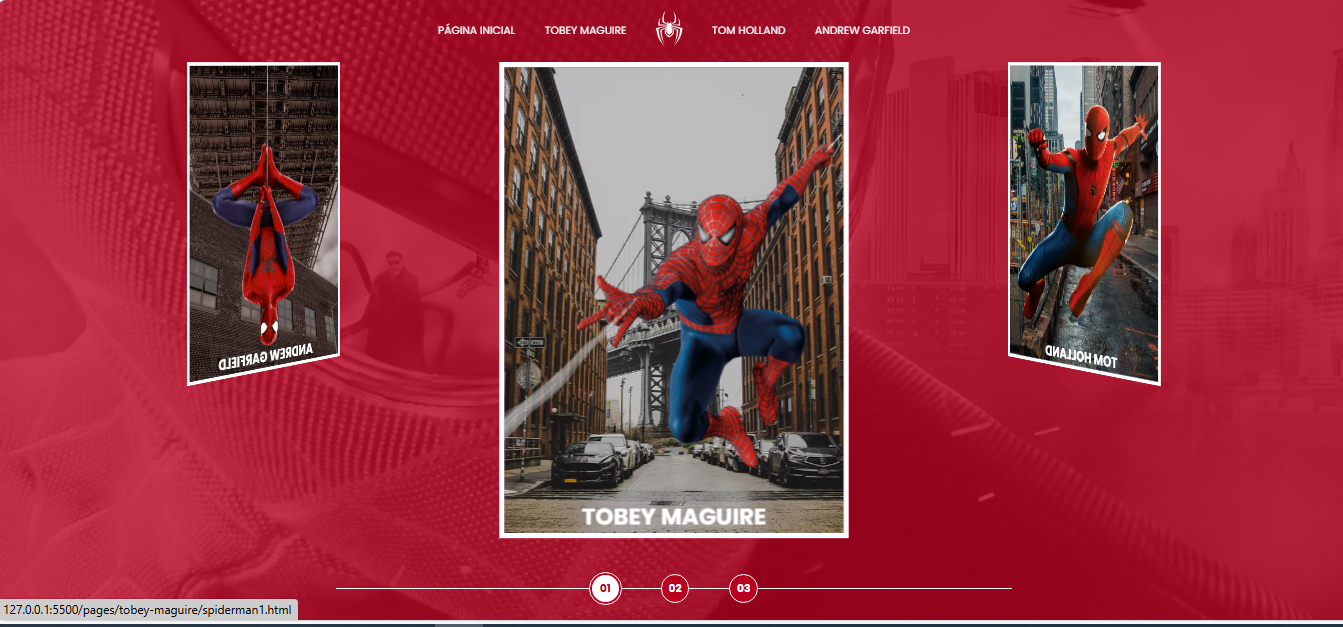 PÁGINA INICIAL TOBEY MAGUIRE TOM HOLLAND ANDREW GARFIELD
ANDREW GARFIELD
TOBEY MAGUIRE
TOM HOLLAND
01 02 03
127.0.0.1:5500/pages/tobey-maguire/spiderman1.html